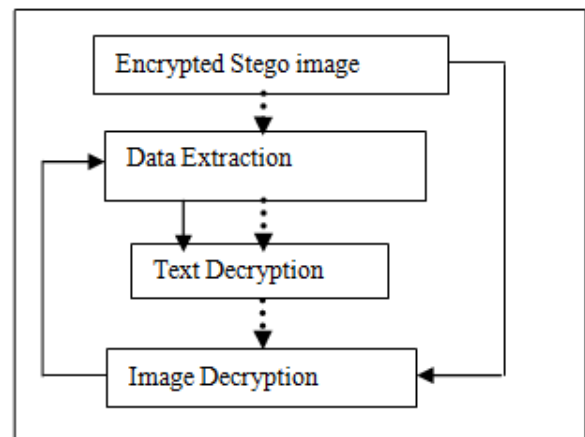 Encrypted Stego image
Data Extraction
Text Decryption
Image Decryption